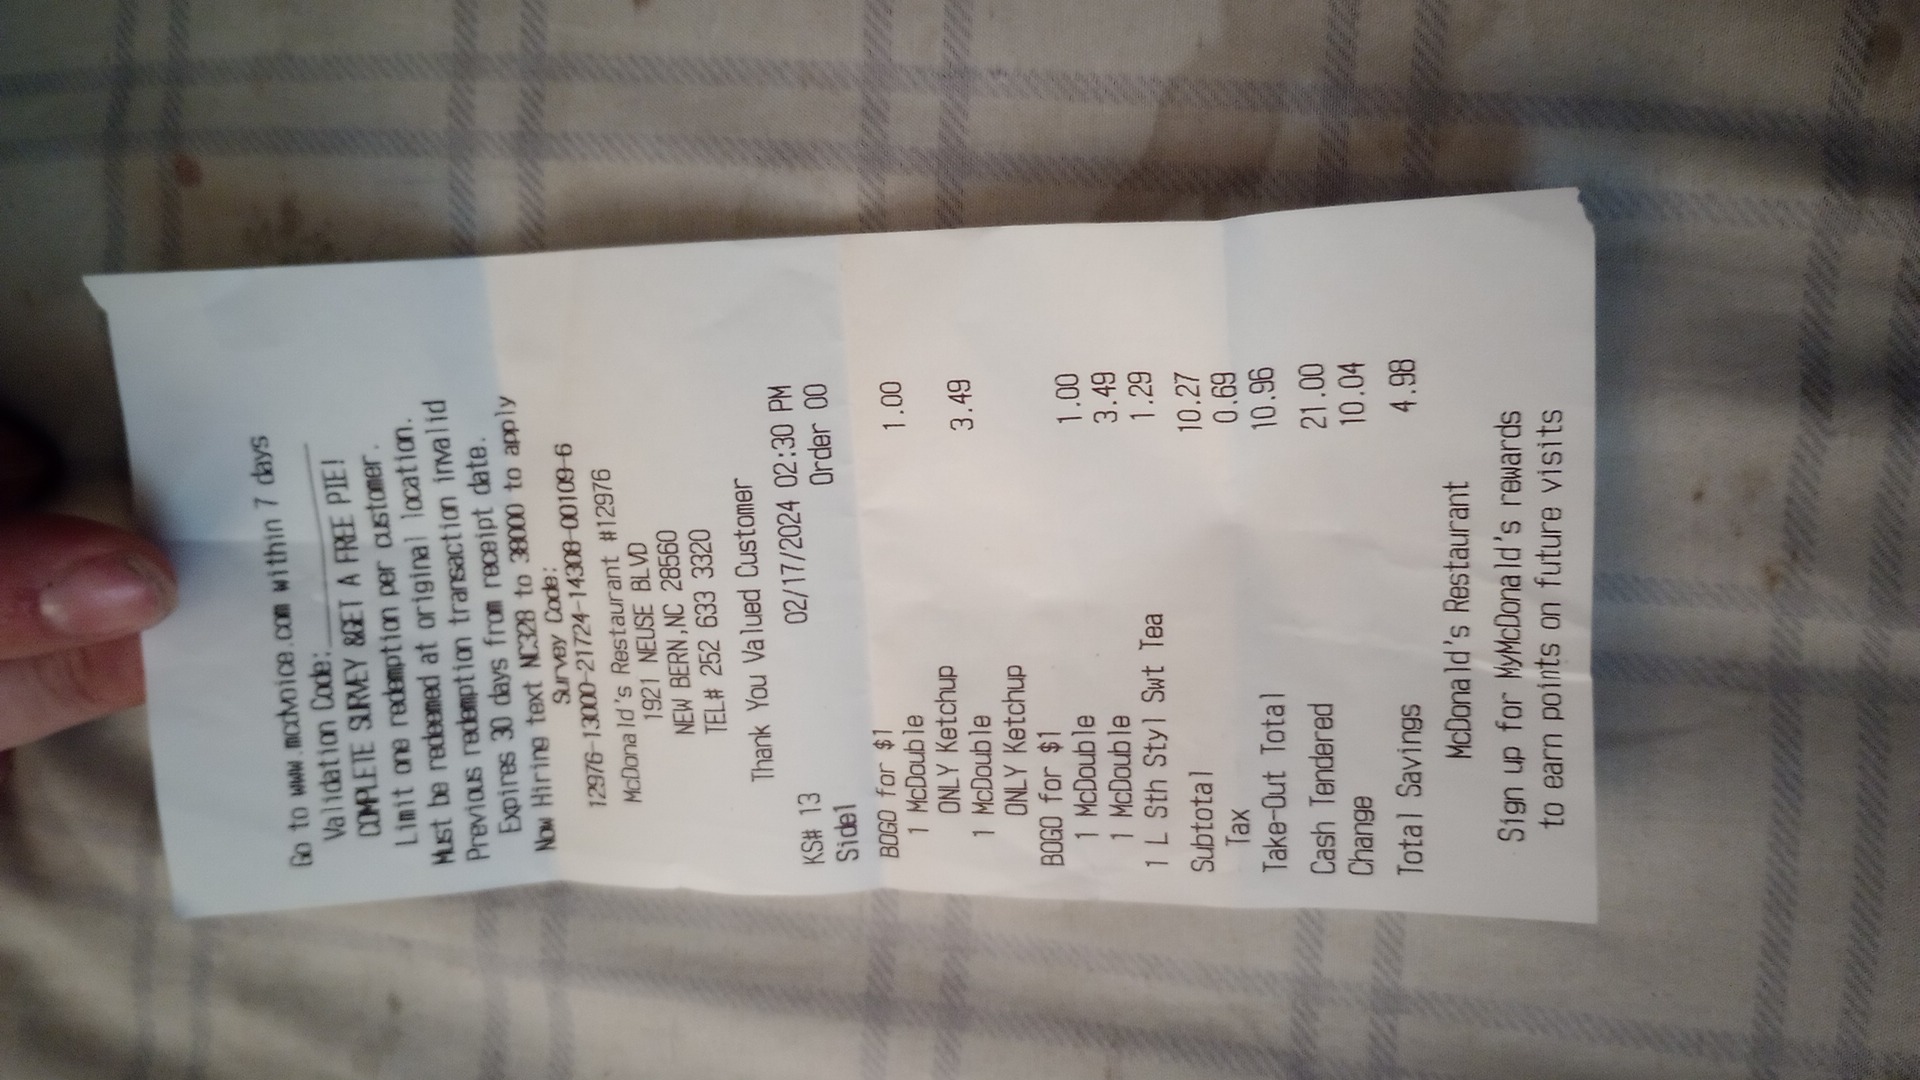 Go to www.mcdvoice.com within 7 days
Validation Code:
COMPLETE SURVEY &GET A FREE PIE!
Limit one redemption per customer.
Must be redeemed at original location.
Previous redemption transaction invalid
Expires 30 days from receipt date.
Now Hiring text NC328 to 38000 to apply
Survey Code:
12976-13000-21724-14308-00109-6
McDonald's Restaurant #12976
1921 NEUSE BLVD
NEW BERN,NC 28560
TEL# 252 633 3320
Thank You Valued Customer
KS# 13 02/17/2024 02:30 PM
Side1 Order 00
BOGO for $1
1 McDouble 1.00
ONLY Ketchup
1 McDouble 3.49
ONLY Ketchup
BOGO for $1
1 McDouble 1.00
1 McDouble 3.49
1 L Sth Styl Swt Tea 1.29
Subtotal 10.27
Tax 0.69
Take-Out Total 10.96
Cash Tendered 21.00
Change 10.04
Total Savings 4.98
McDonald's Restaurant
Sign up for MyMcDonald's rewards
to earn points on future visits